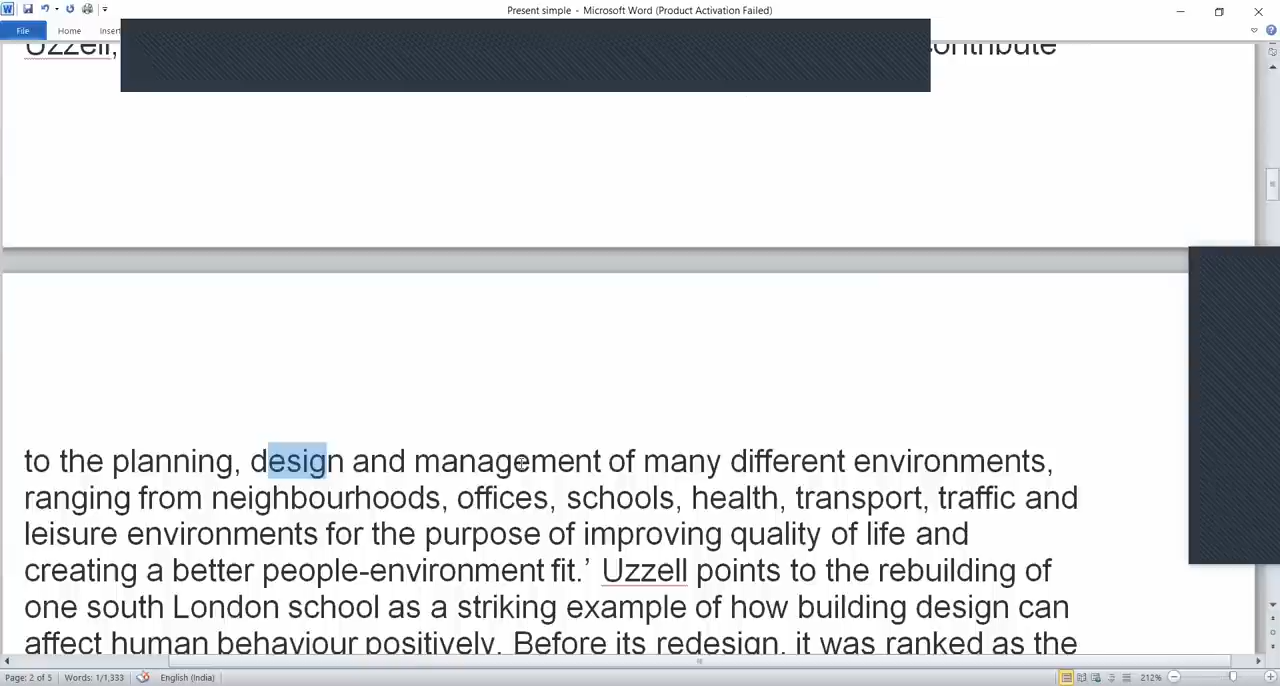 Present simple - Microsoft Word (Product Activation Failed)
File Home Insert
Uzzell, contribute
to the planning, design and management of many different environments,
ranging from neighbourhoods, offices, schools, health, transport, traffic and
leisure environments for the purpose of improving quality of life and
creating a better people-environment fit.’ Uzzell points to the rebuilding of
one south London school as a striking example of how building design can
affect human behaviour positively. Before its redesign, it was ranked as the
Page: 2 of 5 Words: 1/1,333 English (India) 212%